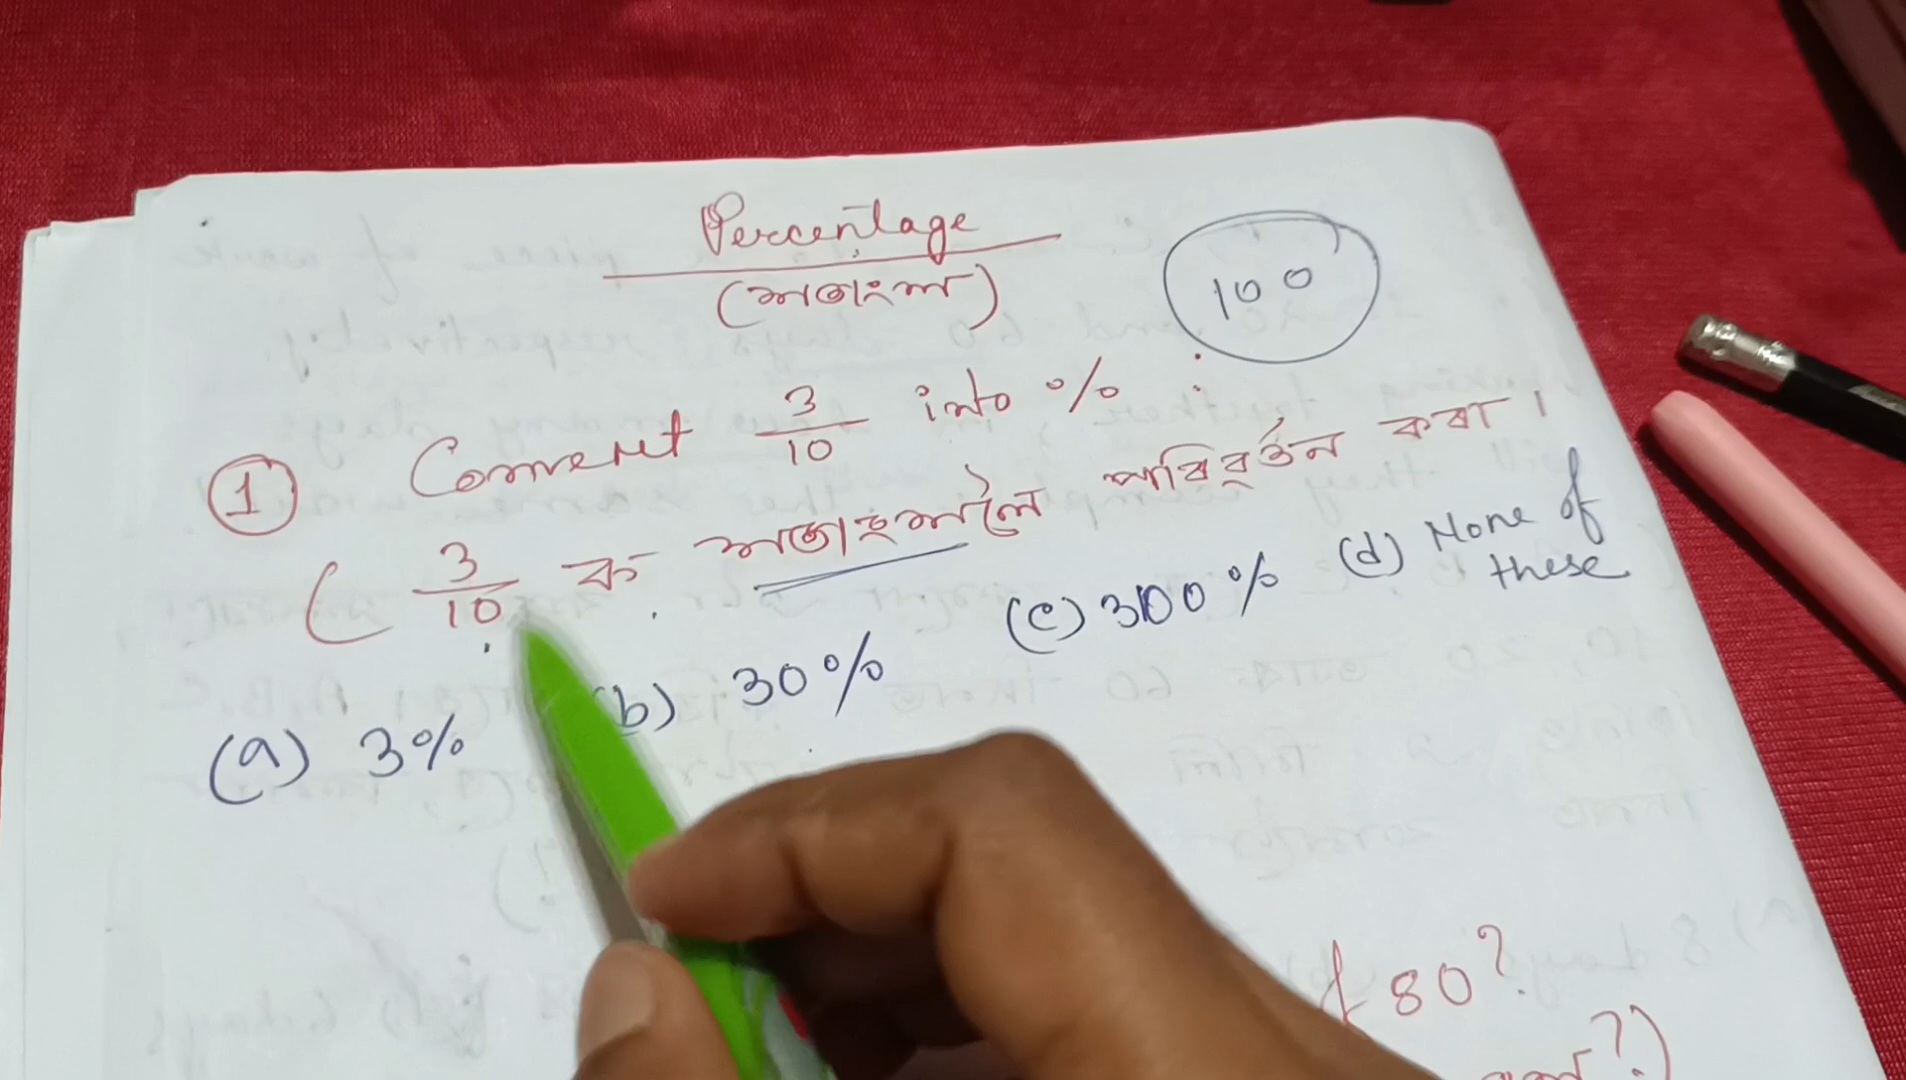 Percentage
(শতাংশ)
100
① Convert 3/10 into %
( 3/10 ক শতাংশলৈ পৰিবৰ্তন কৰা।
(a) 3% (b) 30% (c) 300% (d) None of these
80?
?)